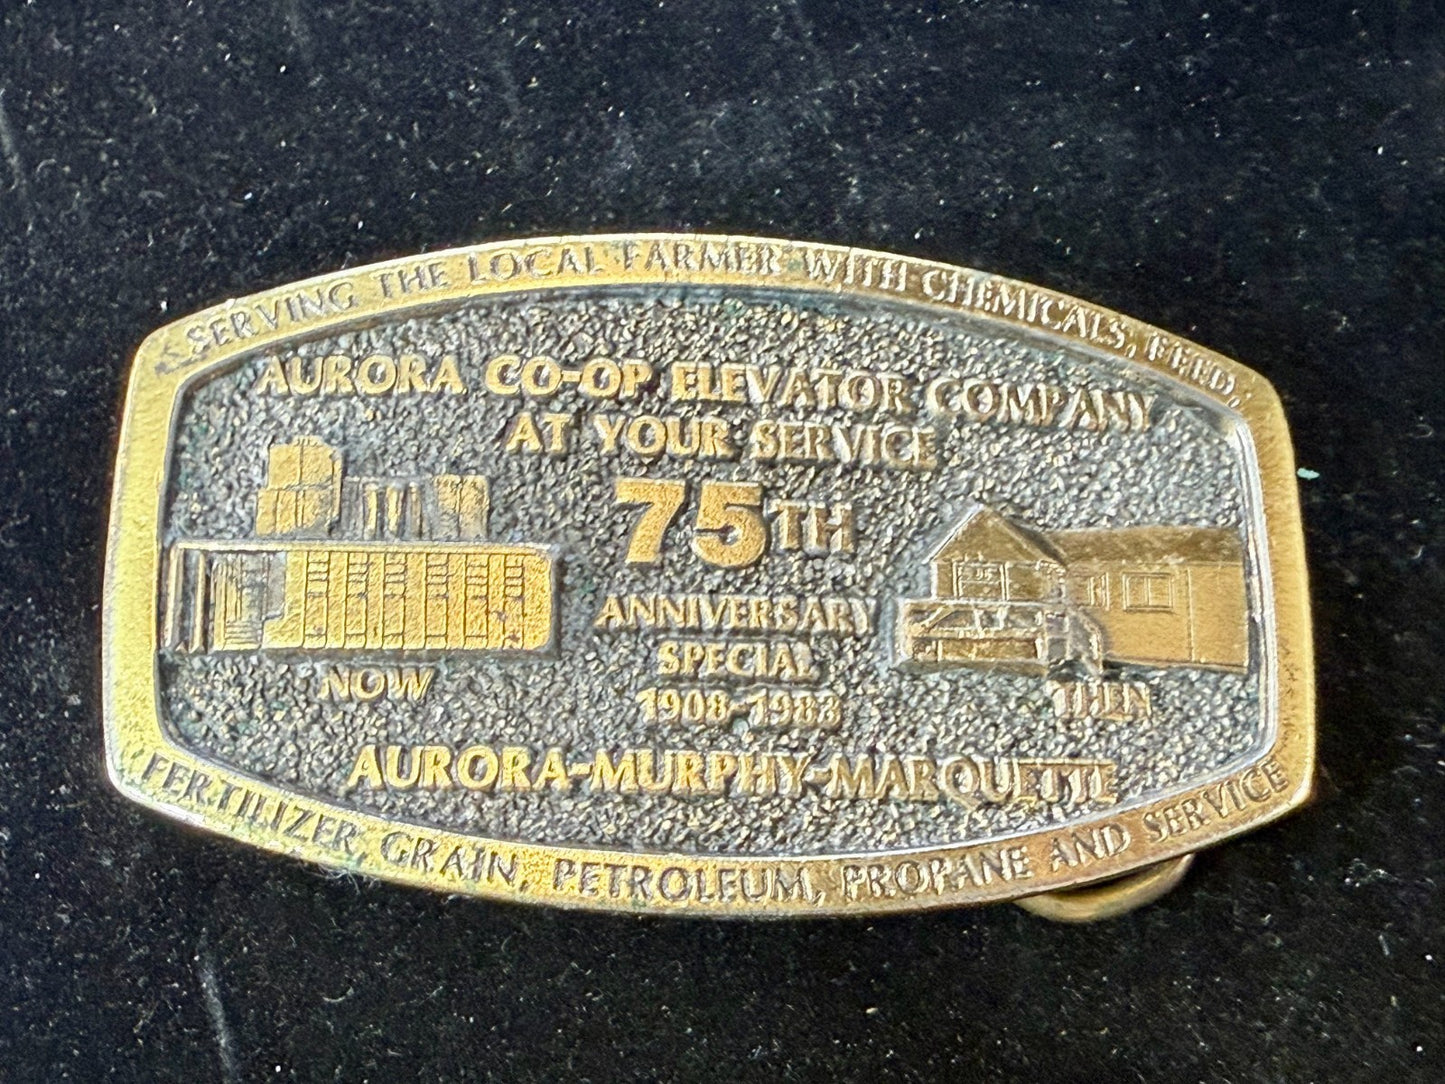 SERVING THE LOCAL FARMER WITH CHEMICALS, FEED,
AURORA CO-OP ELEVATOR COMPANY
AT YOUR SERVICE
75TH
ANNIVERSARY
SPECIAL
1908-1983
NOW
THEN
AURORA-MURPHY-MARQUETTE
FERTILIZER, GRAIN, PETROLEUM, PROPANE AND SERVICE